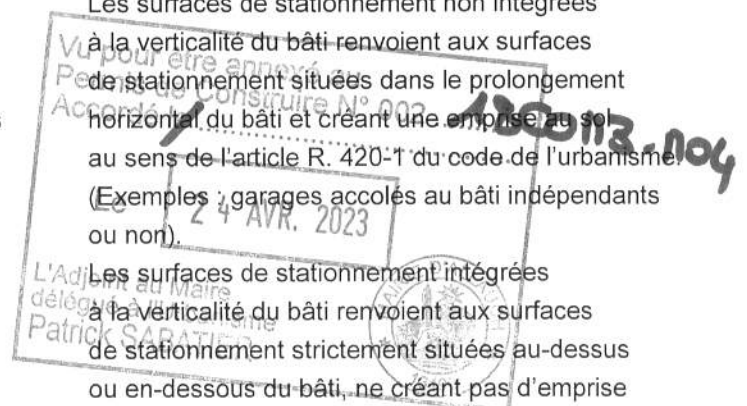 Les surfaces de stationnement non intégrées
à la verticalité du bâti renvoient aux surfaces
de stationnement situées dans le prolongement
horizontal du bâti et créant une emprise au sol
au sens de l'article R. 420-1 du code de l'urbanisme.
(Exemples : garages accolés au bâti indépendants
ou non).
Les surfaces de stationnement intégrées
à la verticalité du bâti renvoient aux surfaces
de stationnement strictement situées au-dessus
ou en-dessous du bâti, ne créant pas d'emprise
Vu pour être annexé au
Permis de Construire N° 002
Accordé
Le 24 AVR. 2023
L'Adjoint au Maire
délégué à l'urbanisme
Patrick